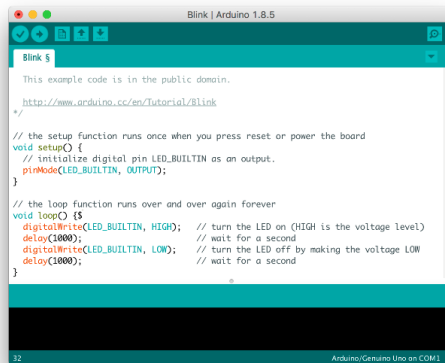 Blink | Arduino 1.8.5
Blink §
This example code is in the public domain.
http://www.arduino.cc/en/Tutorial/Blink
*/
// the setup function runs once when you press reset or power the board
void setup() {
// initialize digital pin LED_BUILTIN as an output.
pinMode(LED_BUILTIN, OUTPUT);
}
// the loop function runs over and over again forever
void loop() {$
digitalWrite(LED_BUILTIN, HIGH); // turn the LED on (HIGH is the voltage level)
delay(1000); // wait for a second
digitalWrite(LED_BUILTIN, LOW); // turn the LED off by making the voltage LOW
delay(1000); // wait for a second
}
32 Arduino/Genuino Uno on COM1